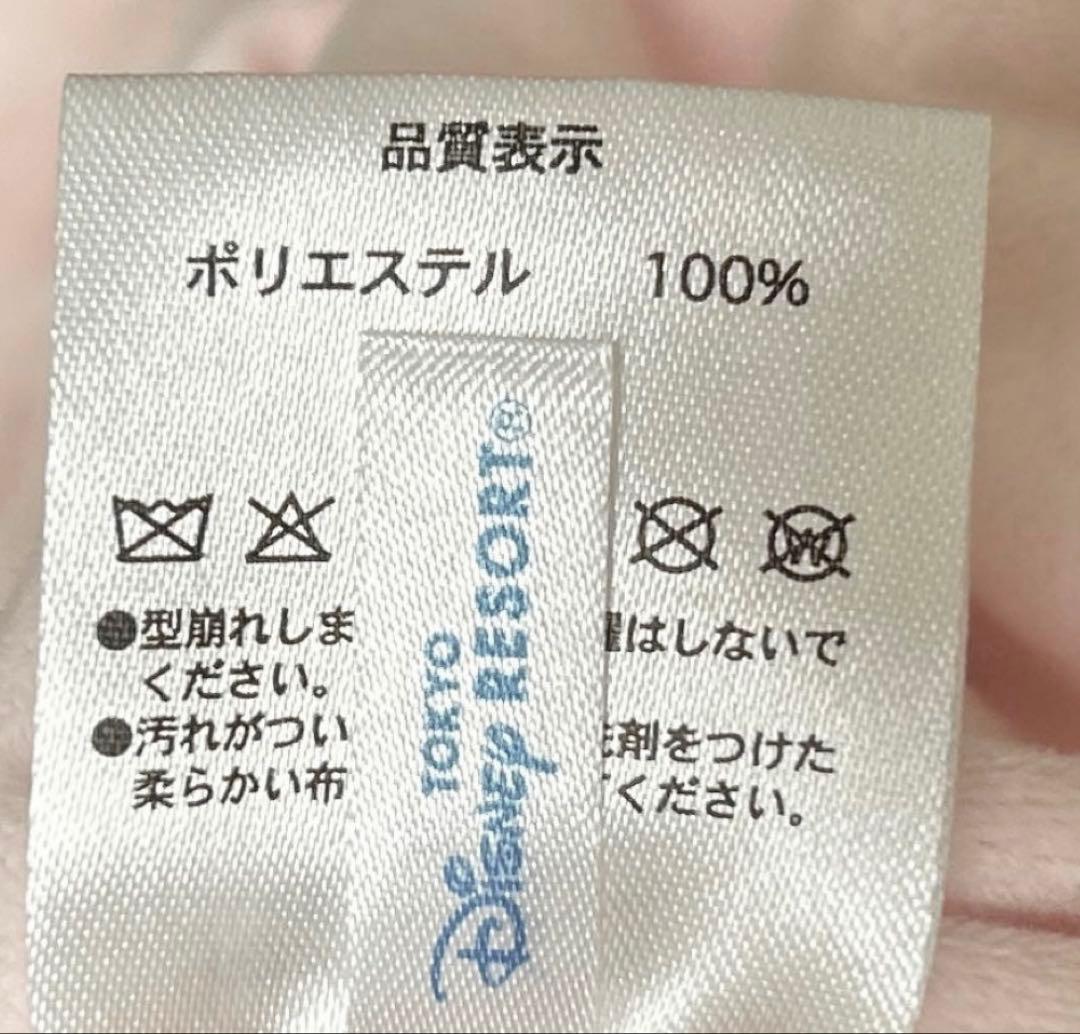 品質表示
ポリエステル 100%
●型崩れしま はしないで
ください。
●汚れがつい 剤をつけた
柔らかい布 ください。
TOKYO
Disney RESORT®